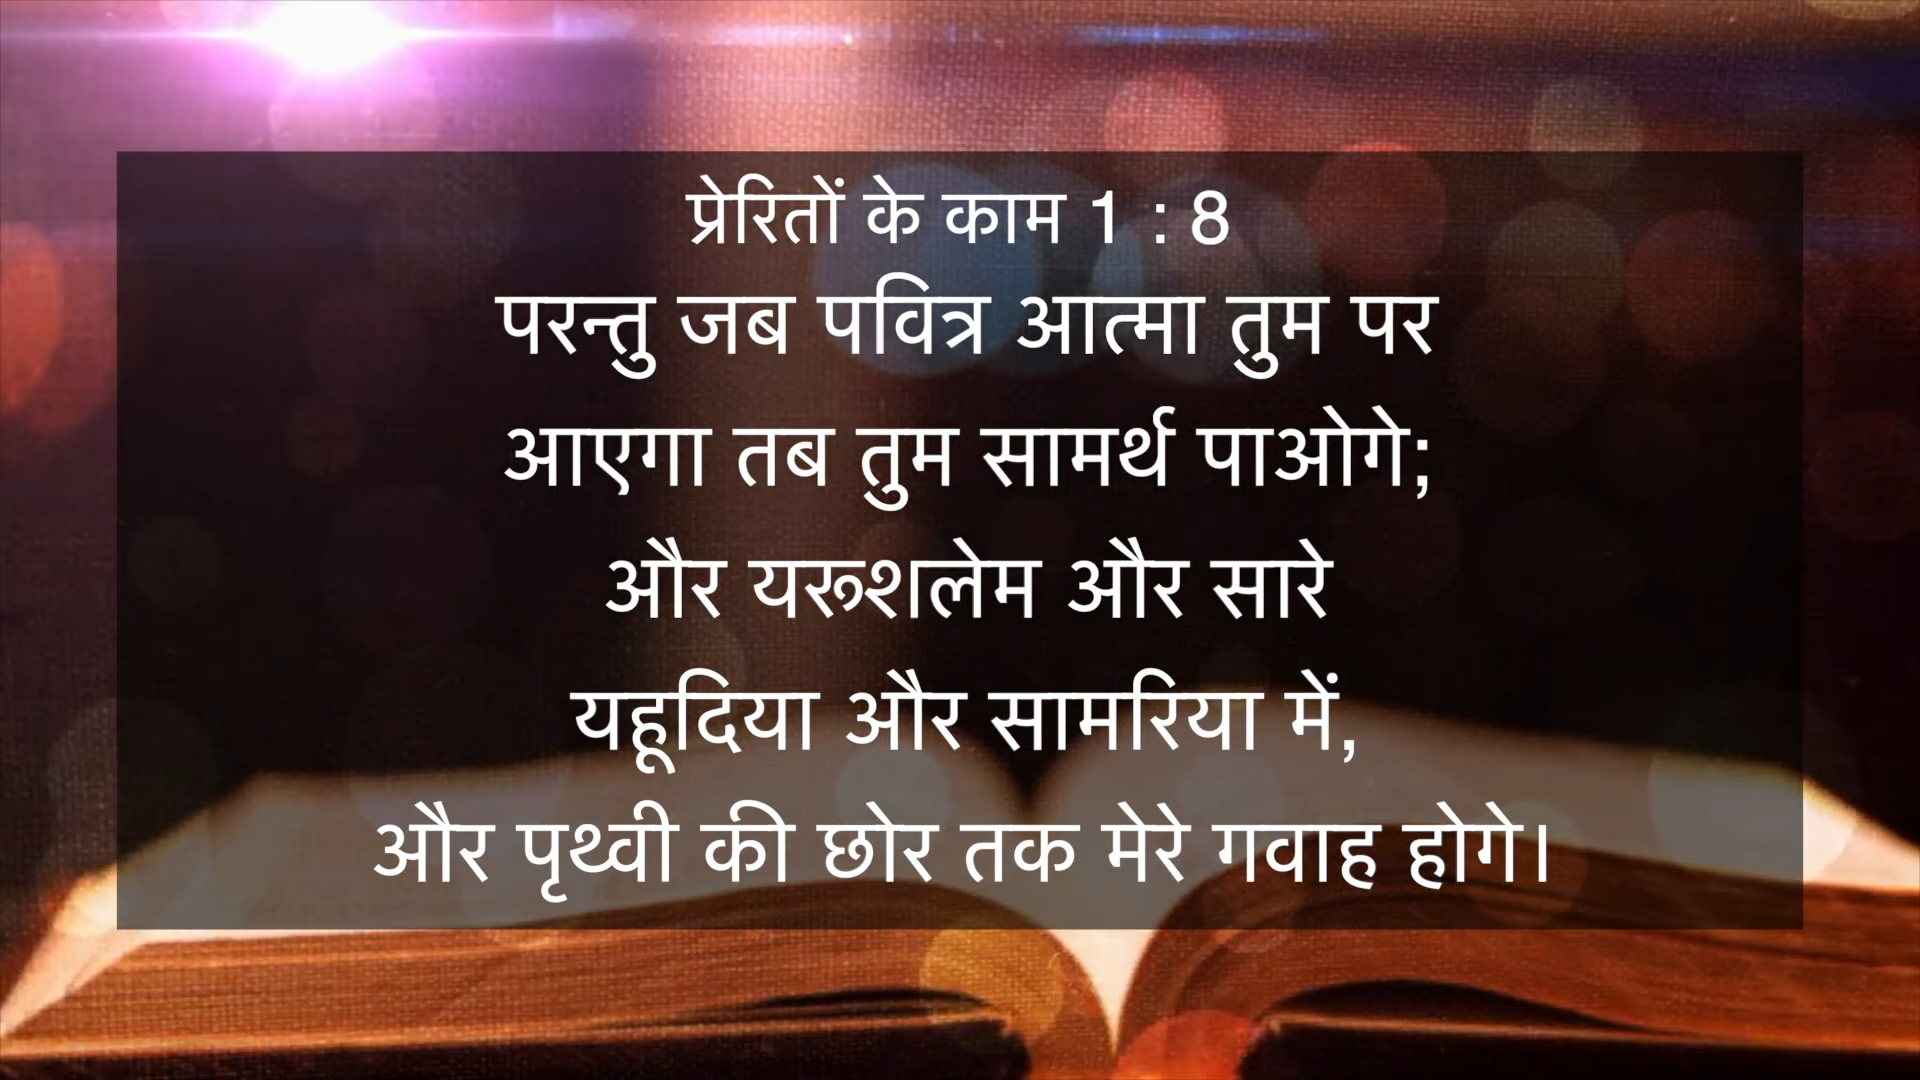 प्रेरितों के काम 1 : 8
परन्तु जब पवित्र आत्मा तुम पर
आएगा तब तुम सामर्थ पाओगे;
और यरूशलेम और सारे
यहूदिया और सामरिया में,
और पृथ्वी की छोर तक मेरे गवाह होगे।